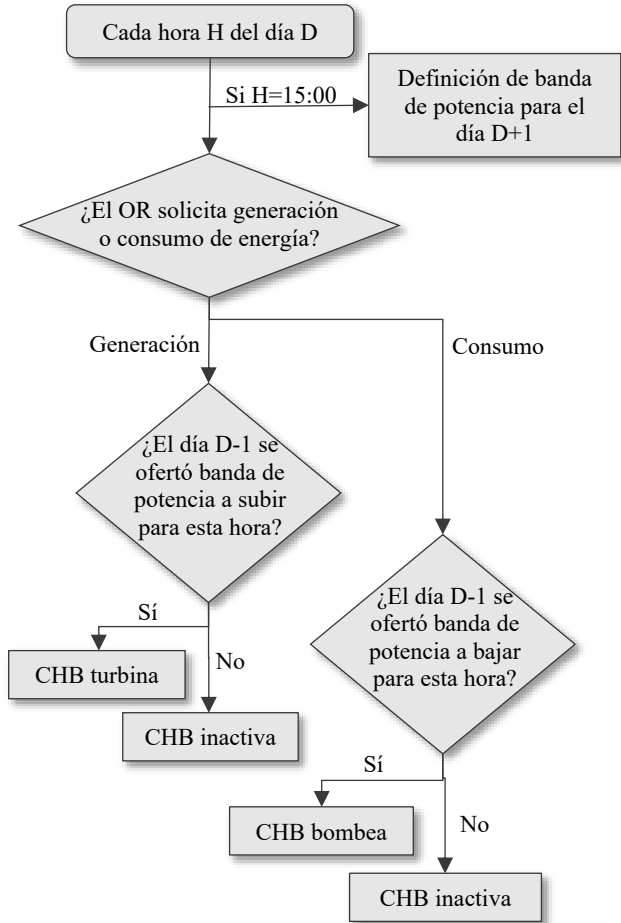 Cada hora H del día D
Si H=15:00
Definición de banda
de potencia para el
día D+1
¿El OR solicita generación
o consumo de energía?
Generación
Consumo
¿El día D-1 se
ofertó banda de
potencia a subir
para esta hora?
Sí
No
CHB turbina
CHB inactiva
¿El día D-1 se
ofertó banda de
potencia a bajar
para esta hora?
Sí
No
CHB bombea
CHB inactiva